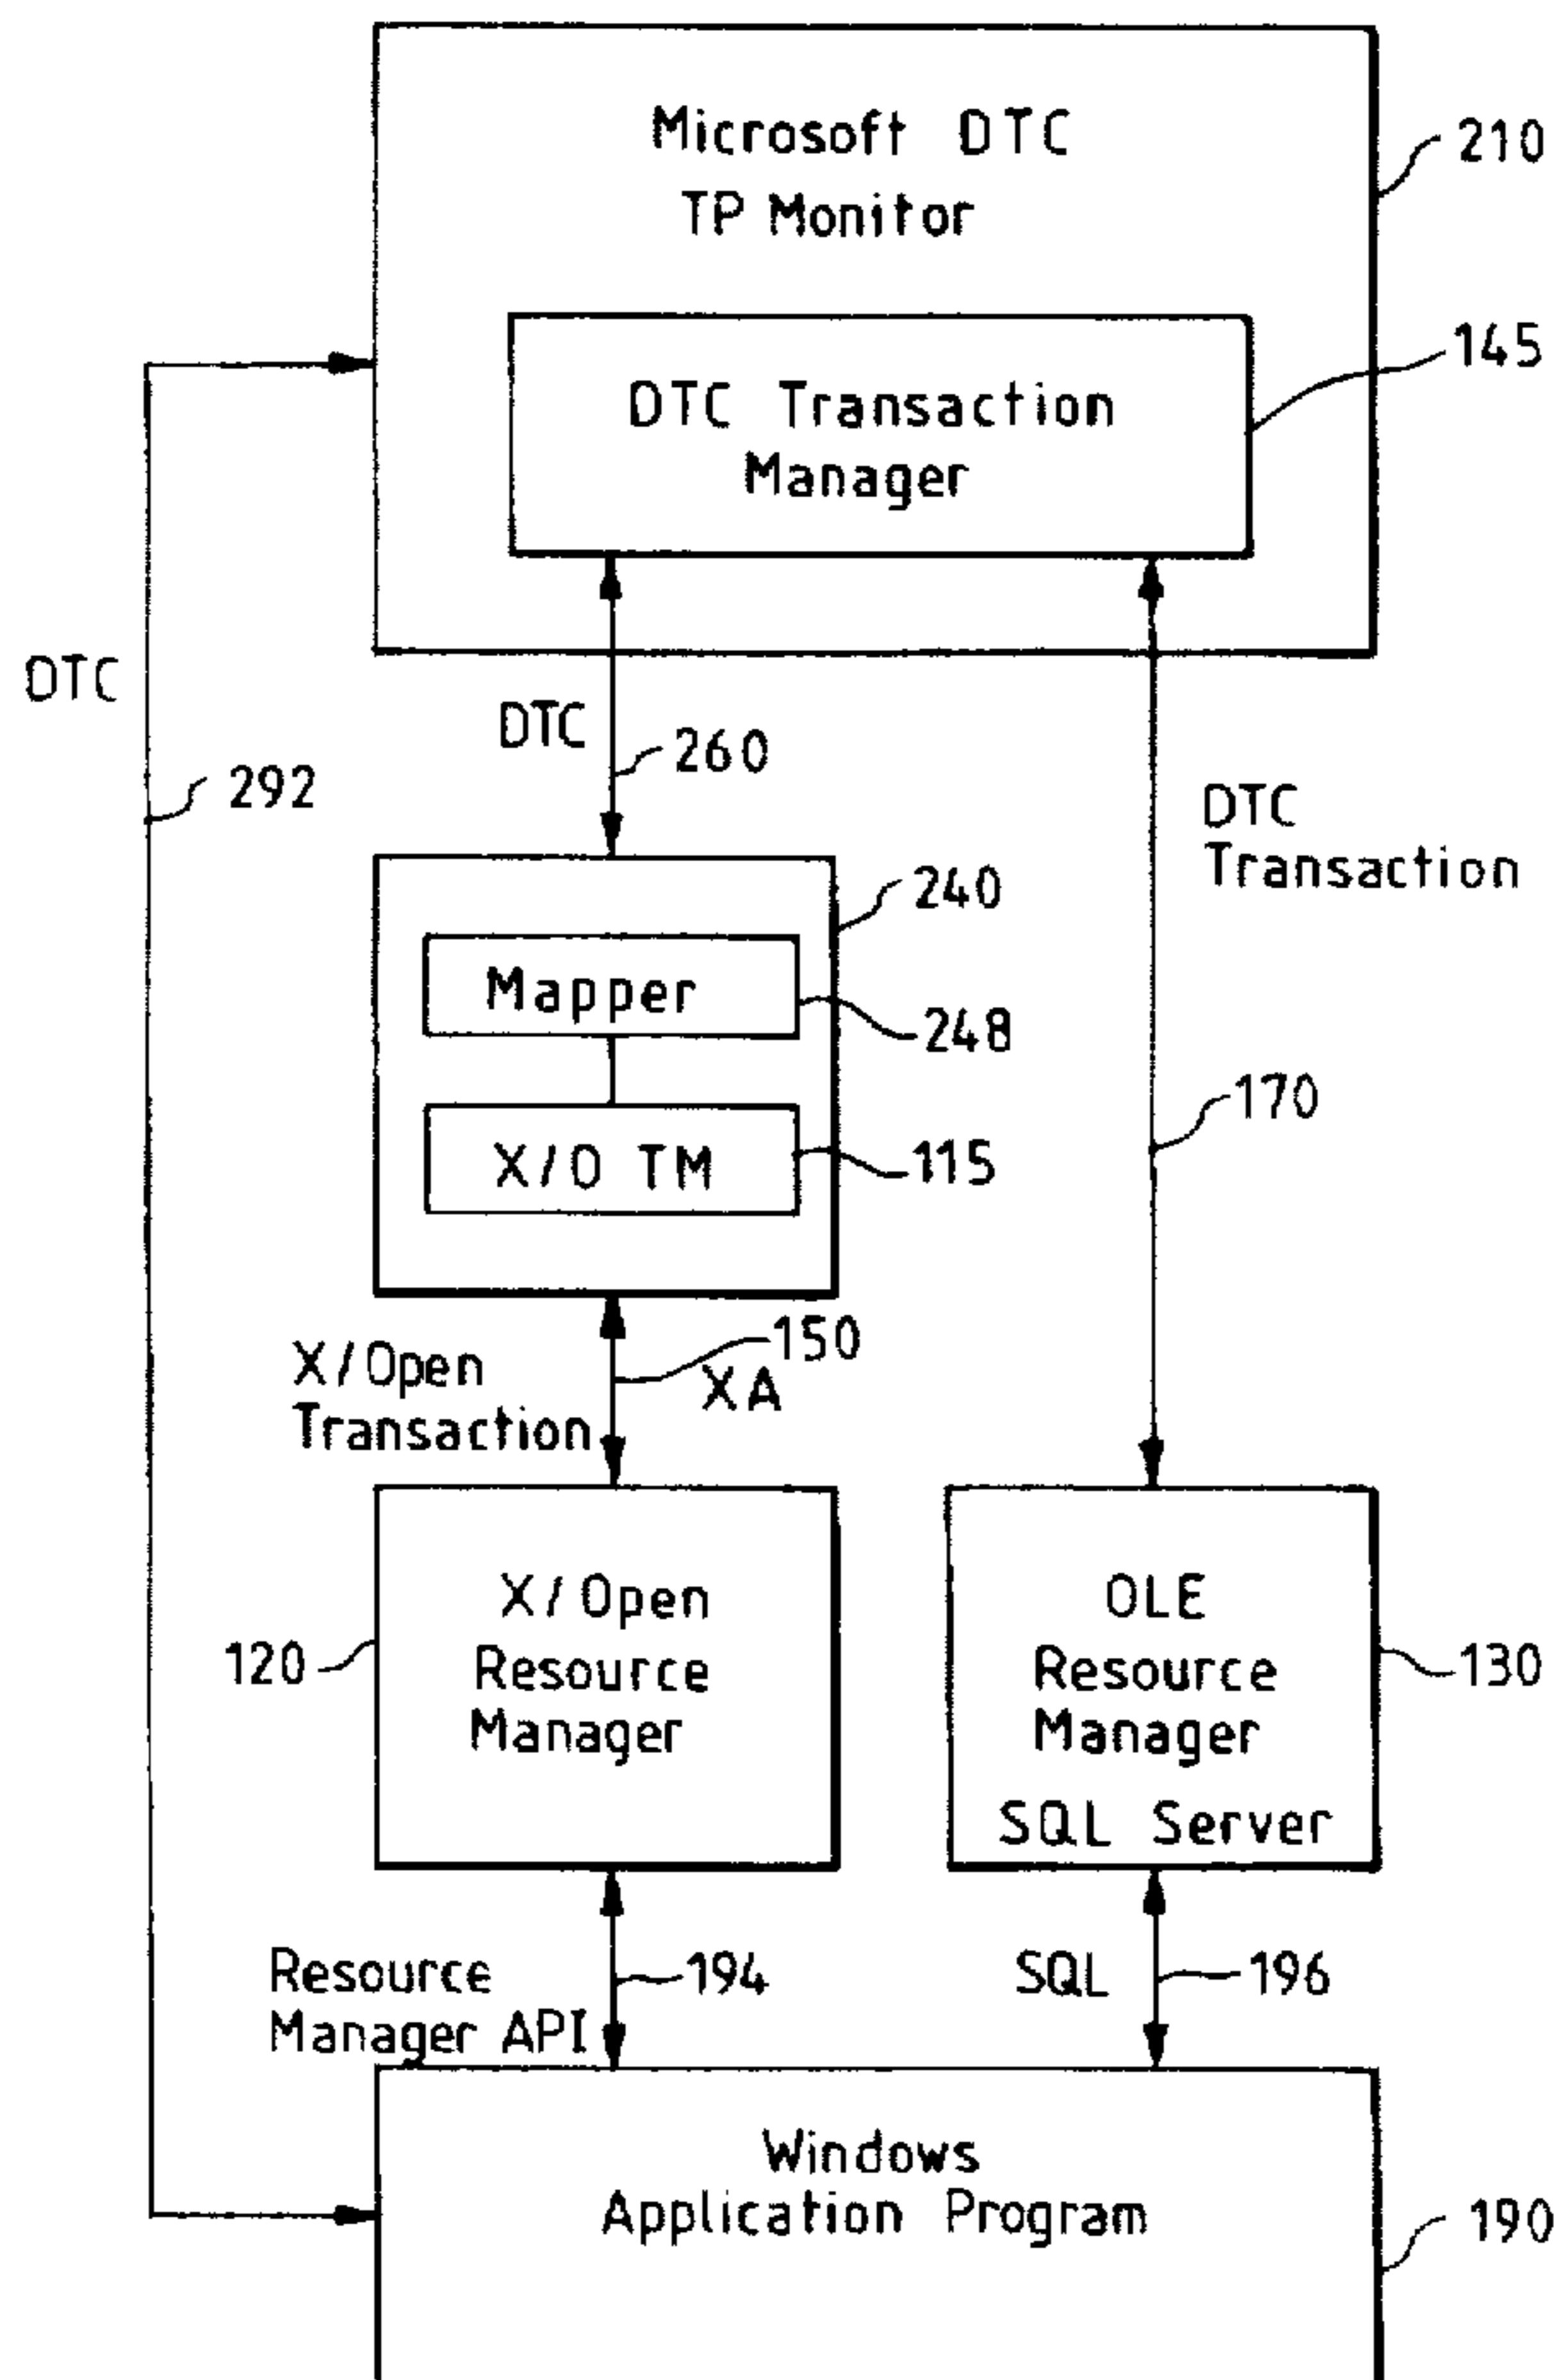 Microsoft DTC
TP Monitor
210
DTC Transaction
Manager
145
DTC
DTC
260
292
DTC
Transaction
240
Mapper
248
170
X/O TM
115
150
X/Open
Transaction
XA
X/Open
Resource
Manager
120
OLE
Resource
Manager
SQL Server
130
Resource
Manager API
194
SQL
196
Windows
Application Program
190